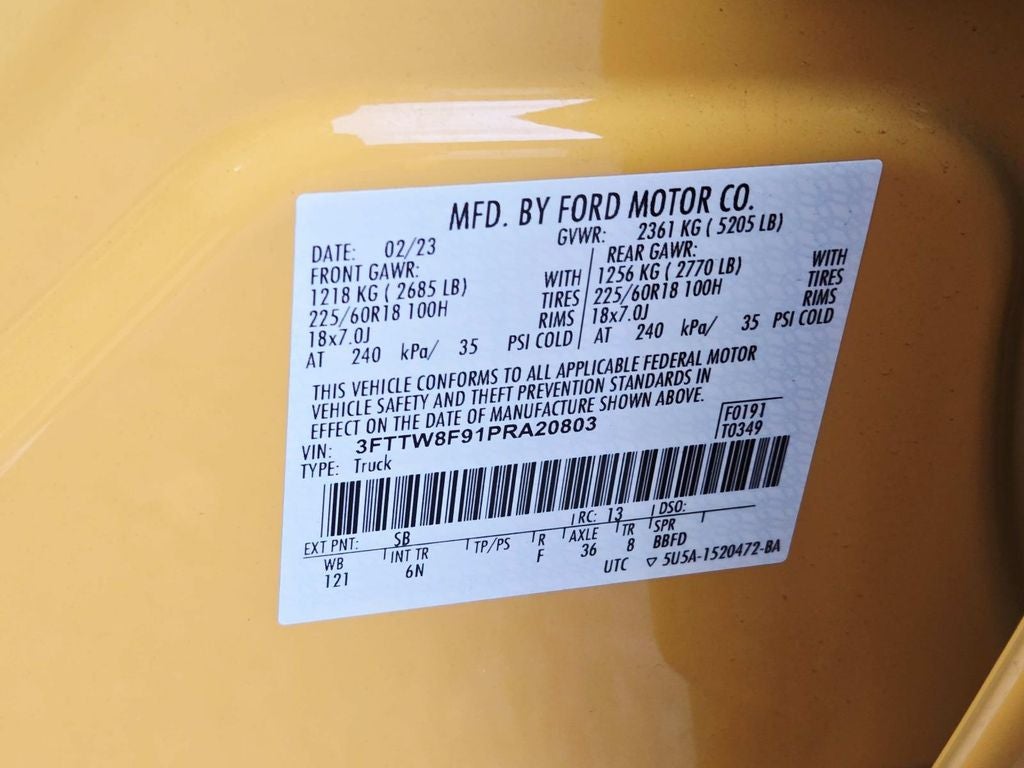 MFD. BY FORD MOTOR CO.
DATE: 02/23
GVWR: 2361 KG ( 5205 LB)
FRONT GAWR:
1218 KG ( 2685 LB) WITH
225/60R18 100H TIRES
18x7.0J RIMS
AT 240 kPa/ 35 PSI COLD
REAR GAWR:
1256 KG ( 2770 LB) WITH
225/60R18 100H TIRES
18x7.0J RIMS
AT 240 kPa/ 35 PSI COLD
THIS VEHICLE CONFORMS TO ALL APPLICABLE FEDERAL MOTOR
VEHICLE SAFETY AND THEFT PREVENTION STANDARDS IN
EFFECT ON THE DATE OF MANUFACTURE SHOWN ABOVE.
VIN: 3FTTW8F91PRA20803
F0191
T0349
TYPE: Truck
EXT PNT: SB RC: 13 DSO:
WB INT TR TP/PS R AXLE TR SPR
121 6N F 36 8 BBFD
UTC ▽ 5U5A-1520472-BA